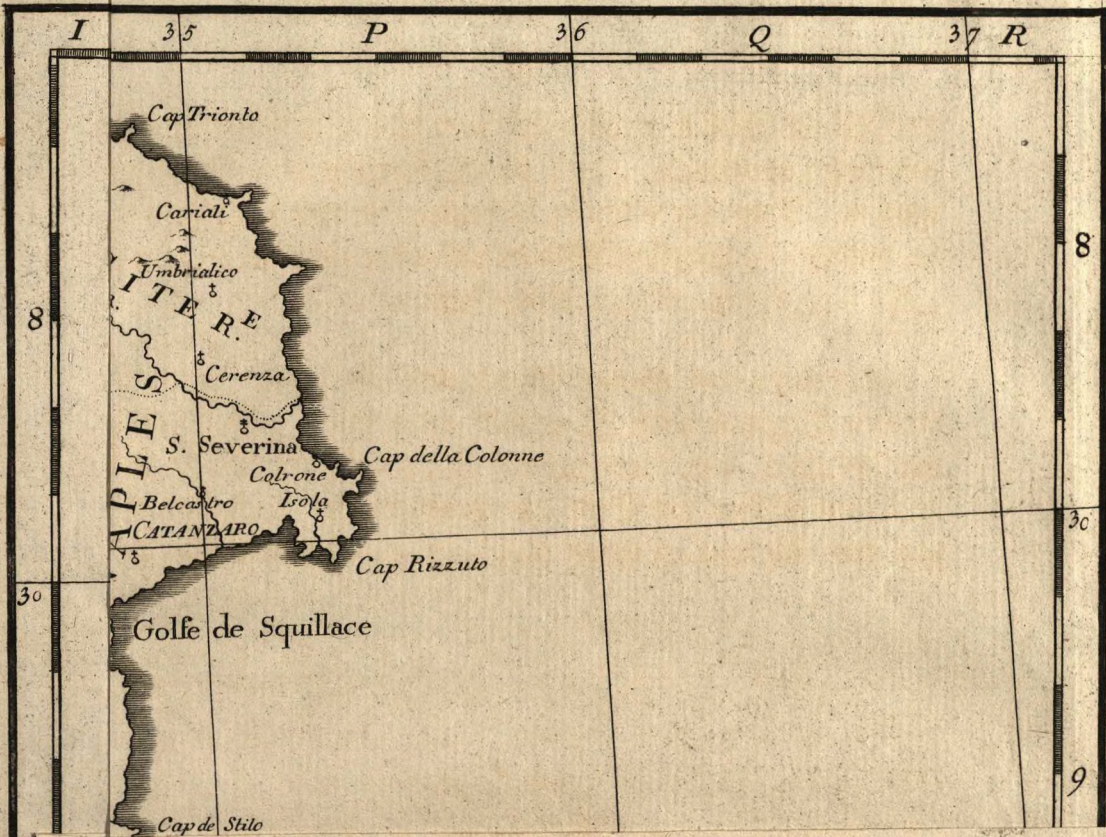 I 35 P 36 Q 37 R
Cap Trionto
Cariali
8
Umbrialico
ITERE
R.
8
Cerenza
APLES
S. Severina
Cap della Colonne
Colrone
Belcastro
Isola
CATANZARO
30
Cap Rizzuto
30
Golfe de Squillace
9
Cap de Stilo